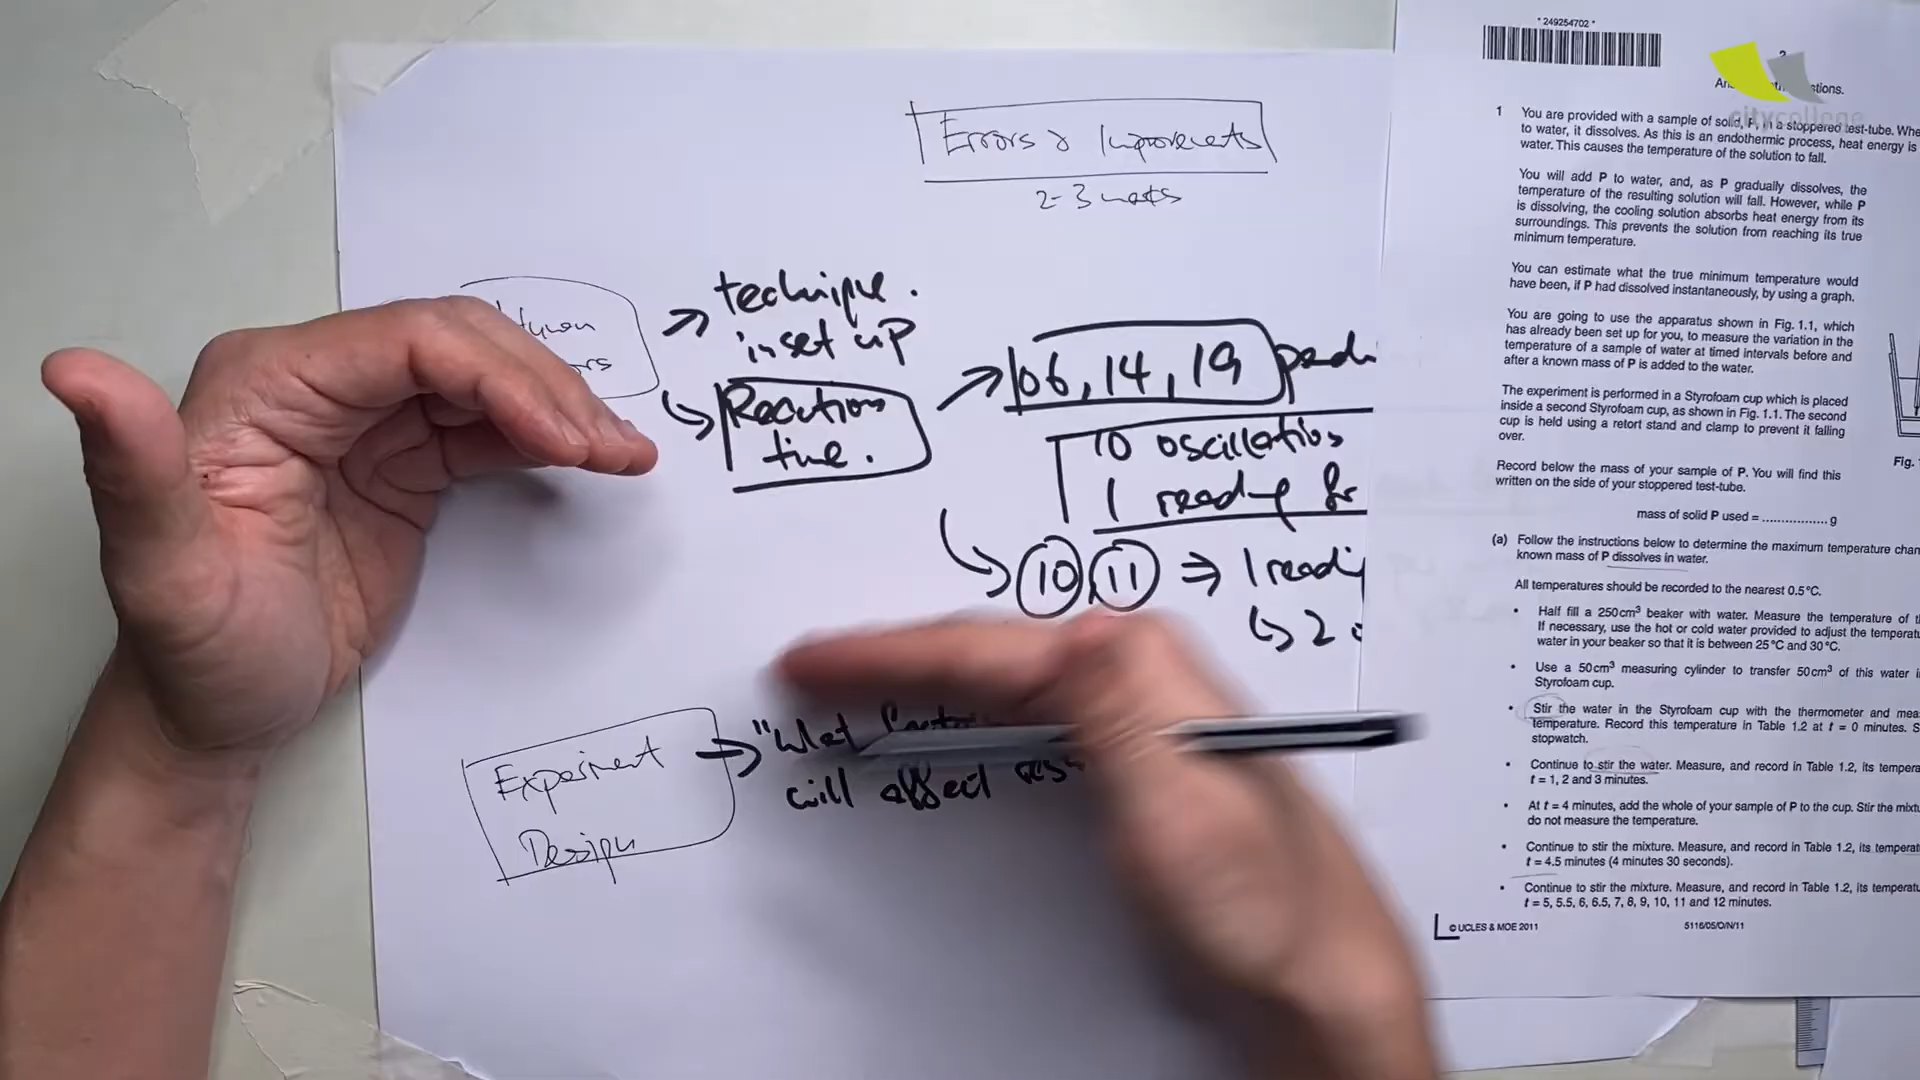 Errors & Improvements
2-3 marks
Human
technique.
in set up
Reaction
time.
06, 14, 19
10 oscillations
1 reading for
10, 11 ⇒ 1
2
Experiment
Design
"What
will affect
* 249254702 *
citycollege
1 You are provided with a sample of solid, P, in a stoppered test-tube.
to water, it dissolves. As this is an endothermic process, heat energy is
water. This causes the temperature of the solution to fall.
You will add P to water, and, as P gradually dissolves, the
temperature of the resulting solution will fall. However, while P
is dissolving, the cooling solution absorbs heat energy from its
surroundings. This prevents the solution from reaching its true
minimum temperature.
You can estimate what the true minimum temperature would
have been, if P had dissolved instantaneously, by using a graph.
You are going to use the apparatus shown in Fig. 1.1, which
has already been set up for you, to measure the variation in the
temperature of a sample of water at timed intervals before and
after a known mass of P is added to the water.
The experiment is performed in a Styrofoam cup which is placed
inside a second Styrofoam cup, as shown in Fig. 1.1. The second
cup is held using a retort stand and clamp to prevent it falling
over.
Fig.
Record below the mass of your sample of P. You will find this
written on the side of your stoppered test-tube.
mass of solid P used = ................. g
(a) Follow the instructions below to determine the maximum temperature
known mass of P dissolves in water.
All temperatures should be recorded to the nearest 0.5 °C.
• Half fill a 250 cm³ beaker with water. Measure the temperature of
If necessary, use the hot or cold water provided to adjust the
water in your beaker so that it is between 25 °C and 30 °C.
• Use a 50 cm³ measuring cylinder to transfer 50 cm³ of this water
Styrofoam cup.
• Stir the water in the Styrofoam cup with the thermometer and
temperature. Record this temperature in Table 1.2 at t = 0 minutes.
stopwatch.
• Continue to stir the water. Measure, and record in Table 1.2, its
t = 1, 2 and 3 minutes.
• At t = 4 minutes, add the whole of your sample of P to the cup. Stir the
do not measure the temperature.
• Continue to stir the mixture. Measure, and record in Table 1.2, its
t = 4.5 minutes (4 minutes 30 seconds).
• Continue to stir the mixture. Measure, and record in Table 1.2, its
t = 5, 5.5, 6, 6.5, 7, 8, 9, 10, 11 and 12 minutes.
© UCLES & MOE 2011 5116/05/O/N/11